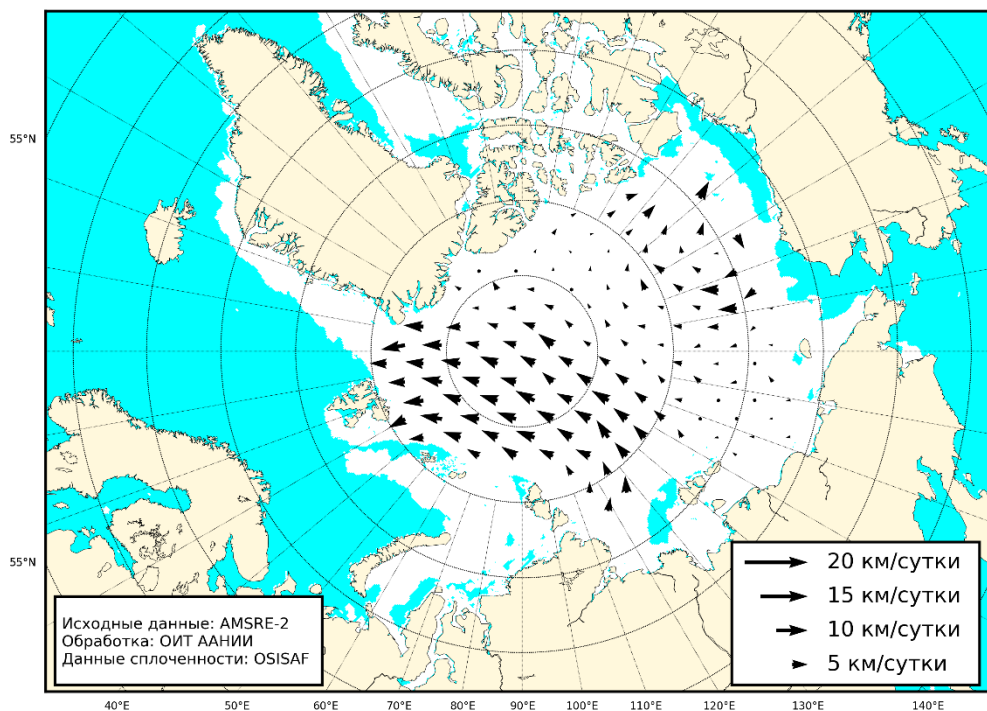 55°N
55°N
Исходные данные: AMSRE-2
Обработка: ОИТ ААНИИ
Данные сплоченности: OSISAF
20 км/сутки
15 км/сутки
10 км/сутки
5 км/сутки
40°E 50°E 60°E 70°E 80°E 90°E 100°E 110°E 120°E 130°E 140°E